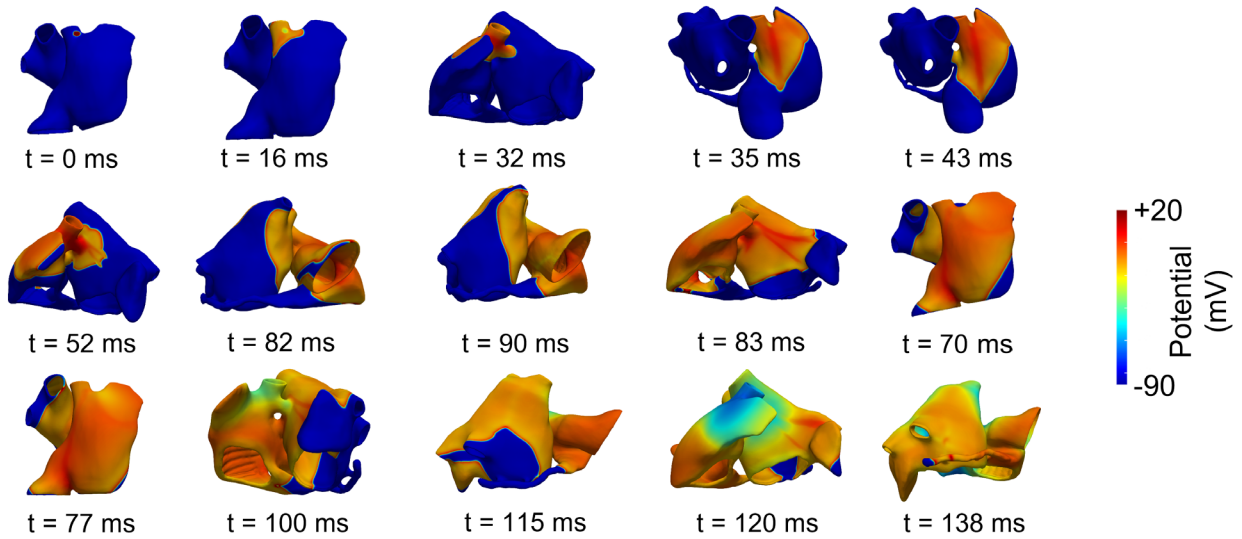 t = 0 ms
t = 16 ms
t = 32 ms
t = 35 ms
t = 43 ms
t = 52 ms
t = 82 ms
t = 90 ms
t = 83 ms
t = 70 ms
t = 77 ms
t = 100 ms
t = 115 ms
t = 120 ms
t = 138 ms
+20
-90
Potential
(mV)